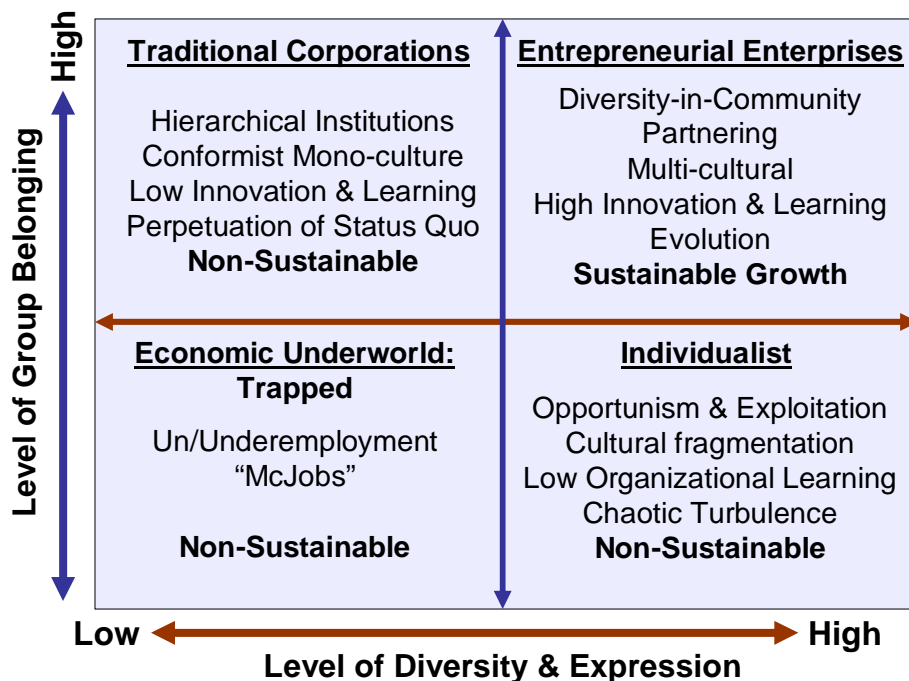 High
Level of Group Belonging
Traditional Corporations
Hierarchical Institutions
Conformist Mono-culture
Low Innovation & Learning
Perpetuation of Status Quo
Non-Sustainable
Entrepreneurial Enterprises
Diversity-in-Community
Partnering
Multi-cultural
High Innovation & Learning
Evolution
Sustainable Growth
Economic Underworld:
Trapped
Un/Underemployment
“McJobs”
Non-Sustainable
Individualist
Opportunism & Exploitation
Cultural fragmentation
Low Organizational Learning
Chaotic Turbulence
Non-Sustainable
Low
High
Level of Diversity & Expression